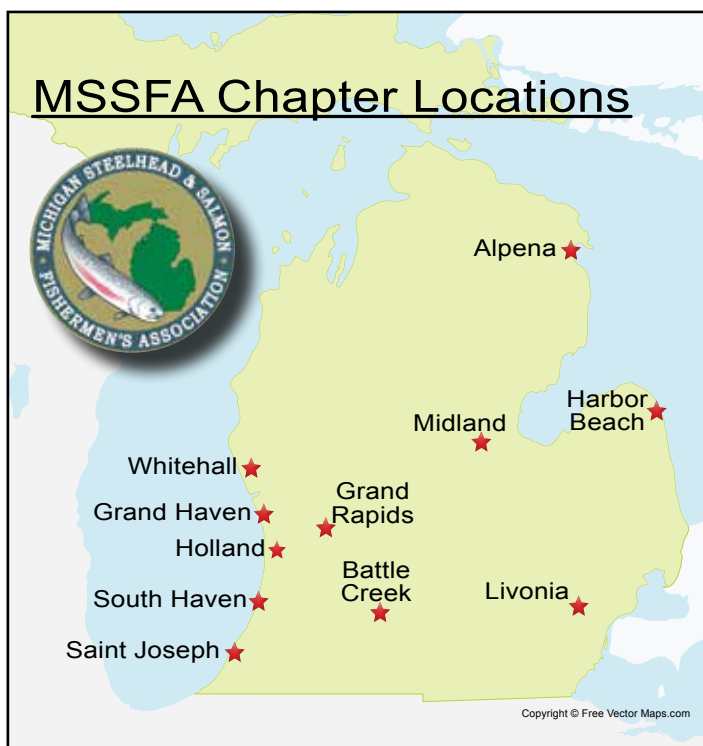 MSSFA Chapter Locations
MICHIGAN STEELHEAD & SALMON
FISHERMEN'S ASSOCIATION
Alpena
Harbor
Beach
Midland
Whitehall
Grand
Rapids
Grand Haven
Holland
Battle
Creek
Livonia
South Haven
Saint Joseph
Copyright © Free Vector Maps.com